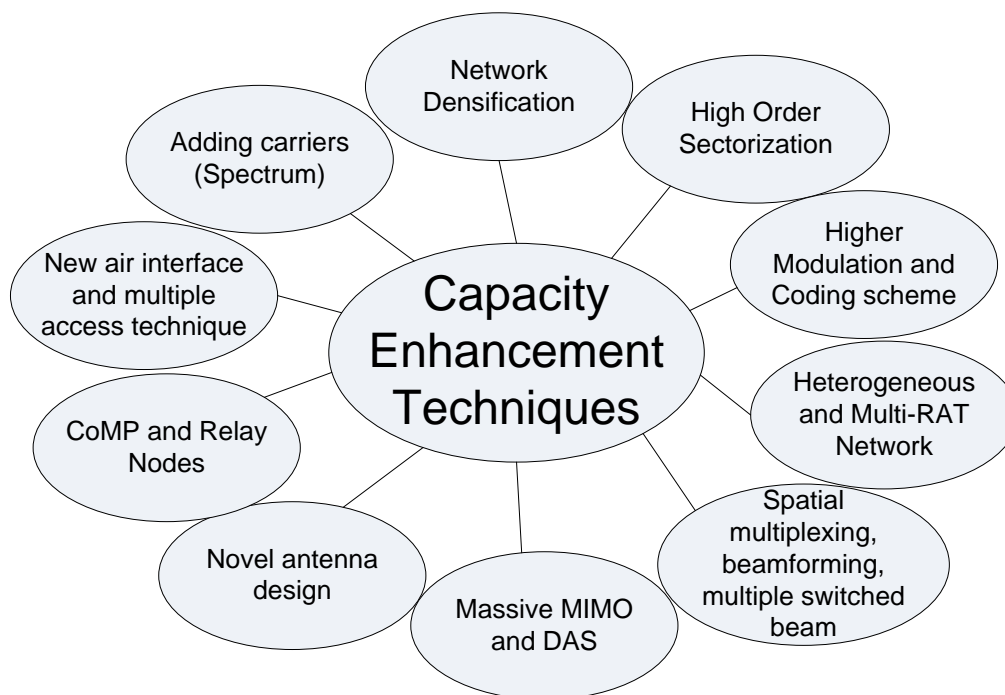 Network
Densification
High Order
Sectorization
Adding carriers
(Spectrum)
Higher
Modulation and
Coding scheme
New air interface
and multiple
access technique
Capacity
Enhancement
Techniques
Heterogeneous
and Multi-RAT
Network
CoMP and Relay
Nodes
Spatial
multiplexing,
beamforming,
multiple switched
beam
Novel antenna
design
Massive MIMO
and DAS